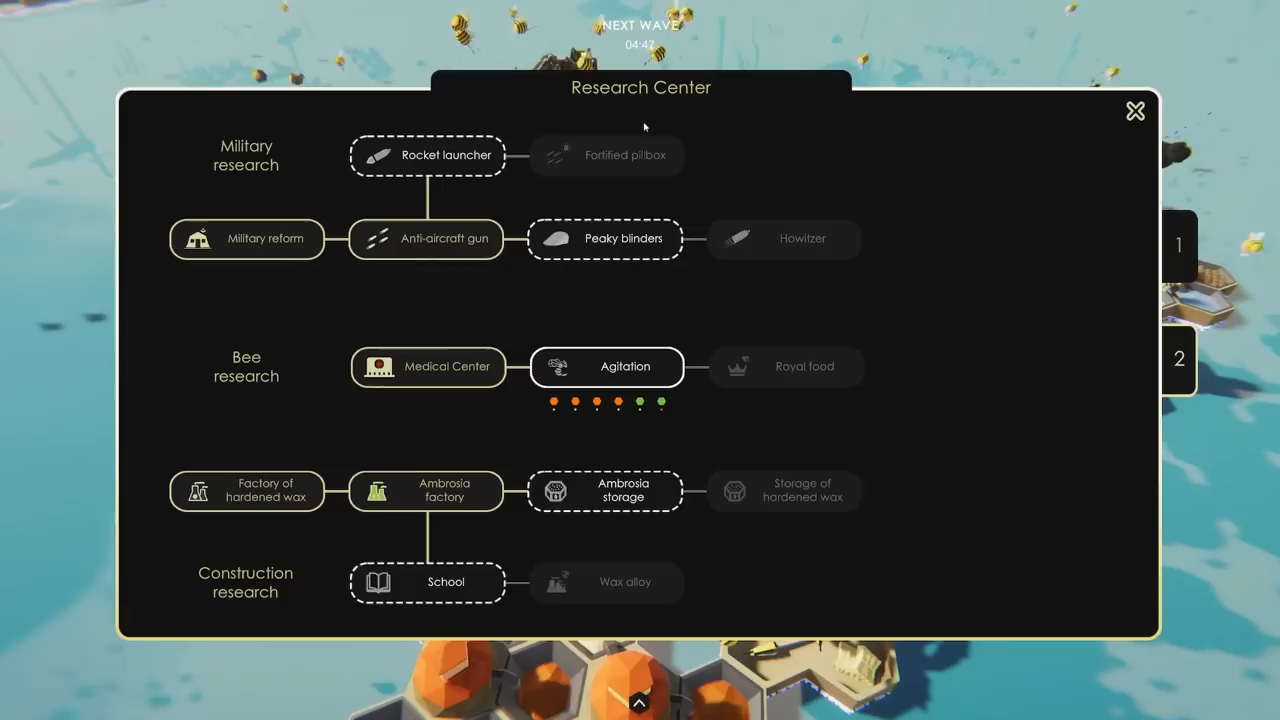 NEXT WAVE
04:47
Research Center
Military
research
Rocket launcher
Fortified pillbox
Military reform
Anti-aircraft gun
Peaky blinders
Howitzer
1
Bee
research
Medical Center
Agitation
Royal food
2
Factory of
hardened wax
Ambrosia
factory
Ambrosia
storage
Storage of
hardened wax
Construction
research
School
Wax alloy